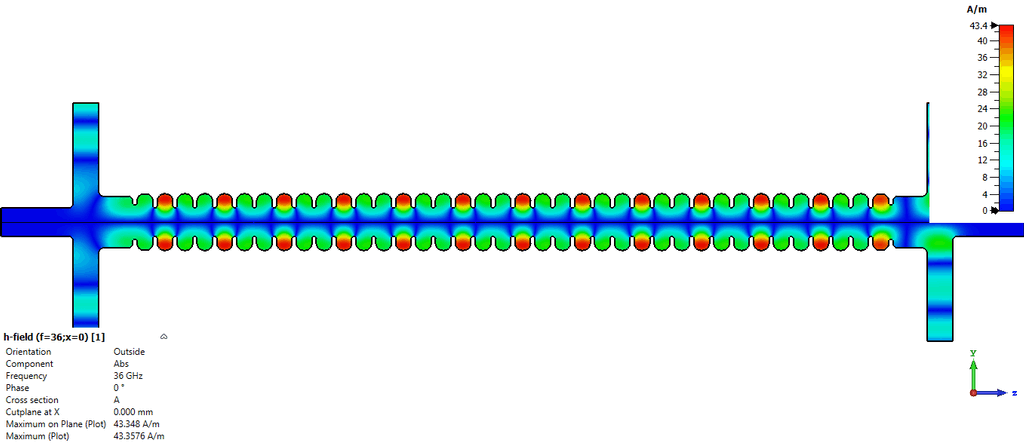 A/m
43.4
40
36
32
28
24
20
16
12
8
4
0
h-field (f=36;x=0) [1]
Orientation Outside
Component Abs
Frequency 36 GHz
Phase 0 °
Cross section A
Cutplane at X 0.000 mm
Maximum on Plane (Plot) 43.348 A/m
Maximum (Plot) 43.3576 A/m
y
z